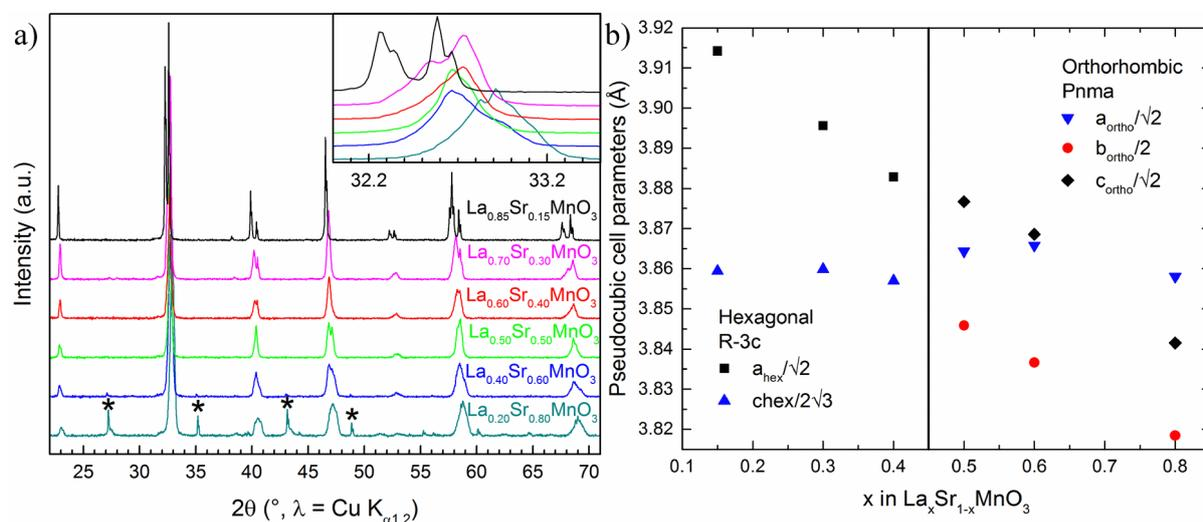 a)
Intensity (a.u.)
32.2 33.2
La₀.₈₅Sr₀.₁₅MnO₃
La₀.₇₀Sr₀.₃₀MnO₃
La₀.₆₀Sr₀.₄₀MnO₃
La₀.₅₀Sr₀.₅₀MnO₃
La₀.₄₀Sr₀.₆₀MnO₃
La₀.₂₀Sr₀.₈₀MnO₃
* * * *
25 30 35 40 45 50 55 60 65 70
2θ (°, λ = Cu Kα1,2)
b)
Pseudocubic cell parameters (Å)
3.92
3.91
3.90
3.89
3.88
3.87
3.86
3.85
3.84
3.83
3.82
Orthorhombic
Pnma
a_ortho/√2
b_ortho/2
c_ortho/√2
Hexagonal
R-3c
a_hex/√2
chex/2√3
0.1 0.2 0.3 0.4 0.5 0.6 0.7 0.8
x in LaₓSr₁₋ₓMnO₃